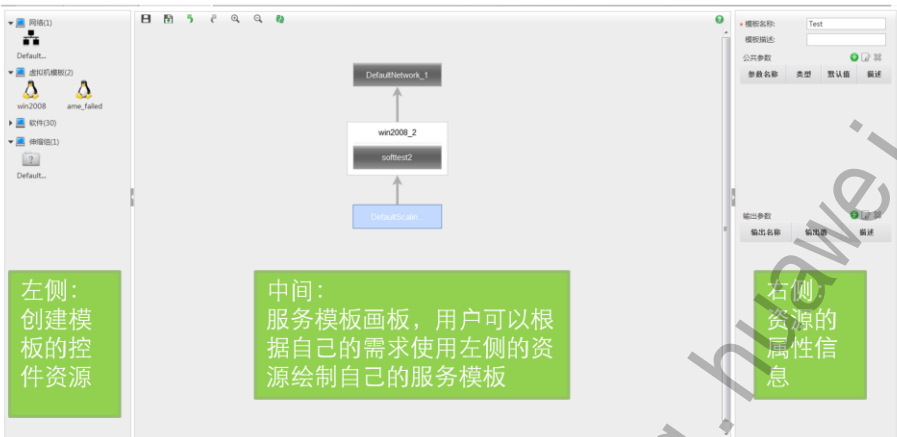 网络(1)
Default...
虚拟机模板(2)
win2008 ame_failed
软件(30)
伸缩组(1)
Default...
左侧:
创建模
板的控
件资源
DefaultNetwork_1
win2008_2
softtest2
DefaultScalin...
中间:
服务模板画板，用户可以根
据自己的需求使用左侧的资
源绘制自己的服务模板
* 模板名称: Test
模板描述:
公共参数
参数名称 类型 默认值 描述
输出参数
输出名称 输出值 描述
右侧:
资源的
属性信
息
.huawei